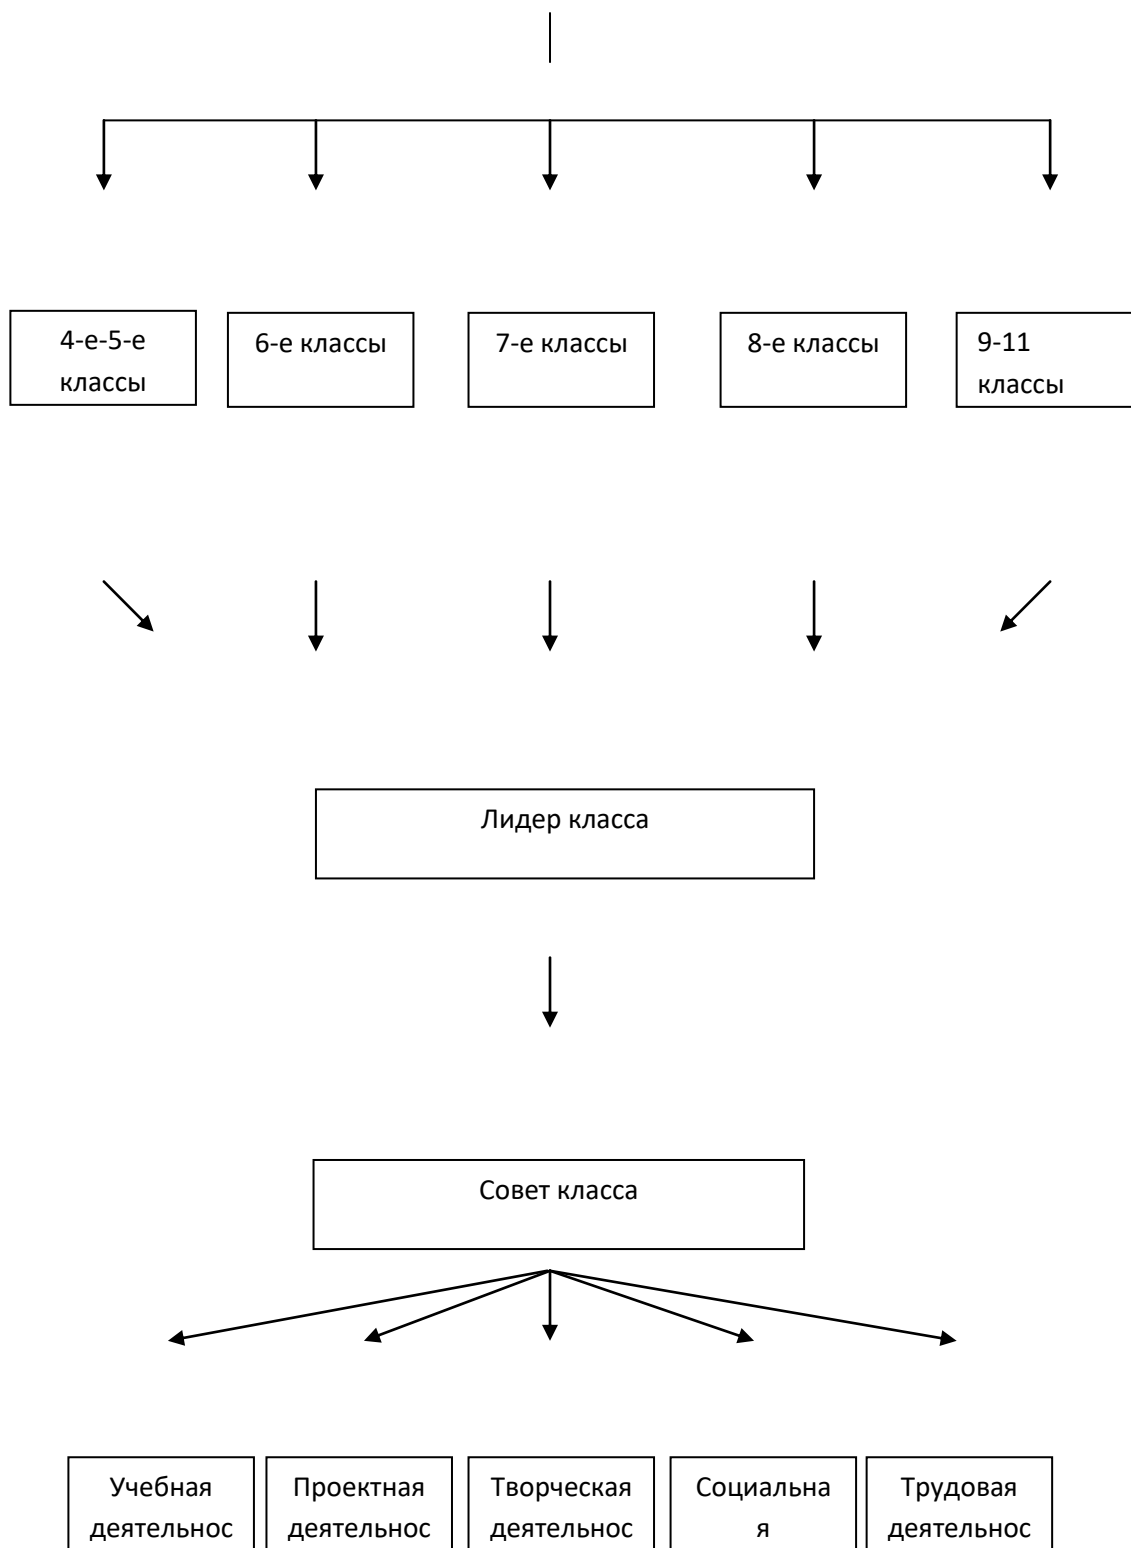 4-е-5-е
классы
6-е классы
7-е классы
8-е классы
9-11
классы
Лидер класса
Совет класса
Учебная
деятельнос
Проектная
деятельнос
Творческая
деятельнос
Социальна
я
Трудовая
деятельнос